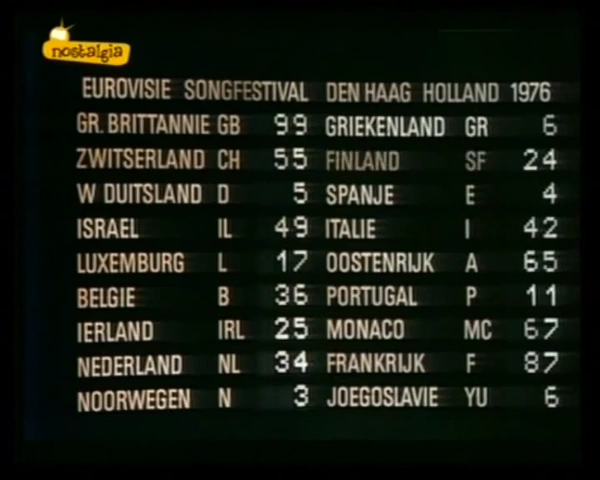 nostalgia
EUROVISIE SONGFESTIVAL DEN HAAG HOLLAND 1976
GR. BRITTANNIE GB 99 GRIEKENLAND GR 6
ZWITSERLAND CH 55 FINLAND SF 24
W DUITSLAND D 5 SPANJE E 4
ISRAEL IL 49 ITALIE I 42
LUXEMBURG L 17 OOSTENRIJK A 65
BELGIE B 36 PORTUGAL P 11
IERLAND IRL 25 MONACO MC 67
NEDERLAND NL 34 FRANKRIJK F 87
NOORWEGEN N 3 JOEGOSLAVIE YU 6